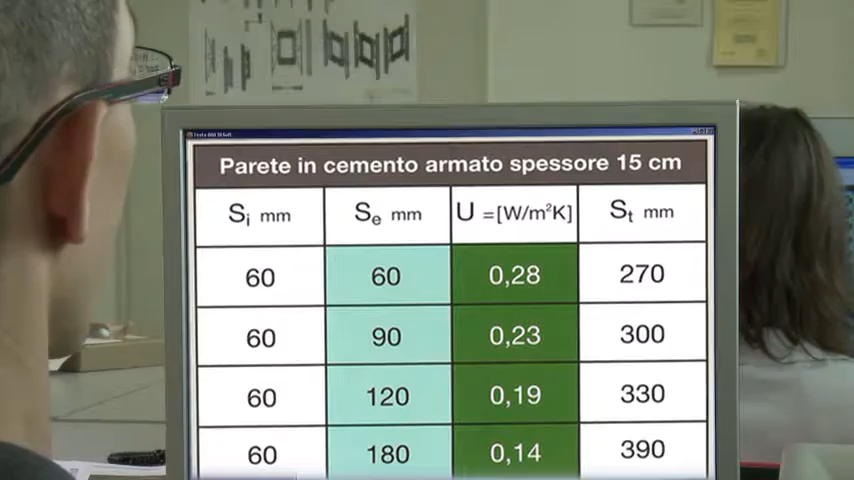 Parete in cemento armato spessore 15 cm
Si mm Se mm U =[W/m²K] St mm
60 60 0,28 270
60 90 0,23 300
60 120 0,19 330
60 180 0,14 390